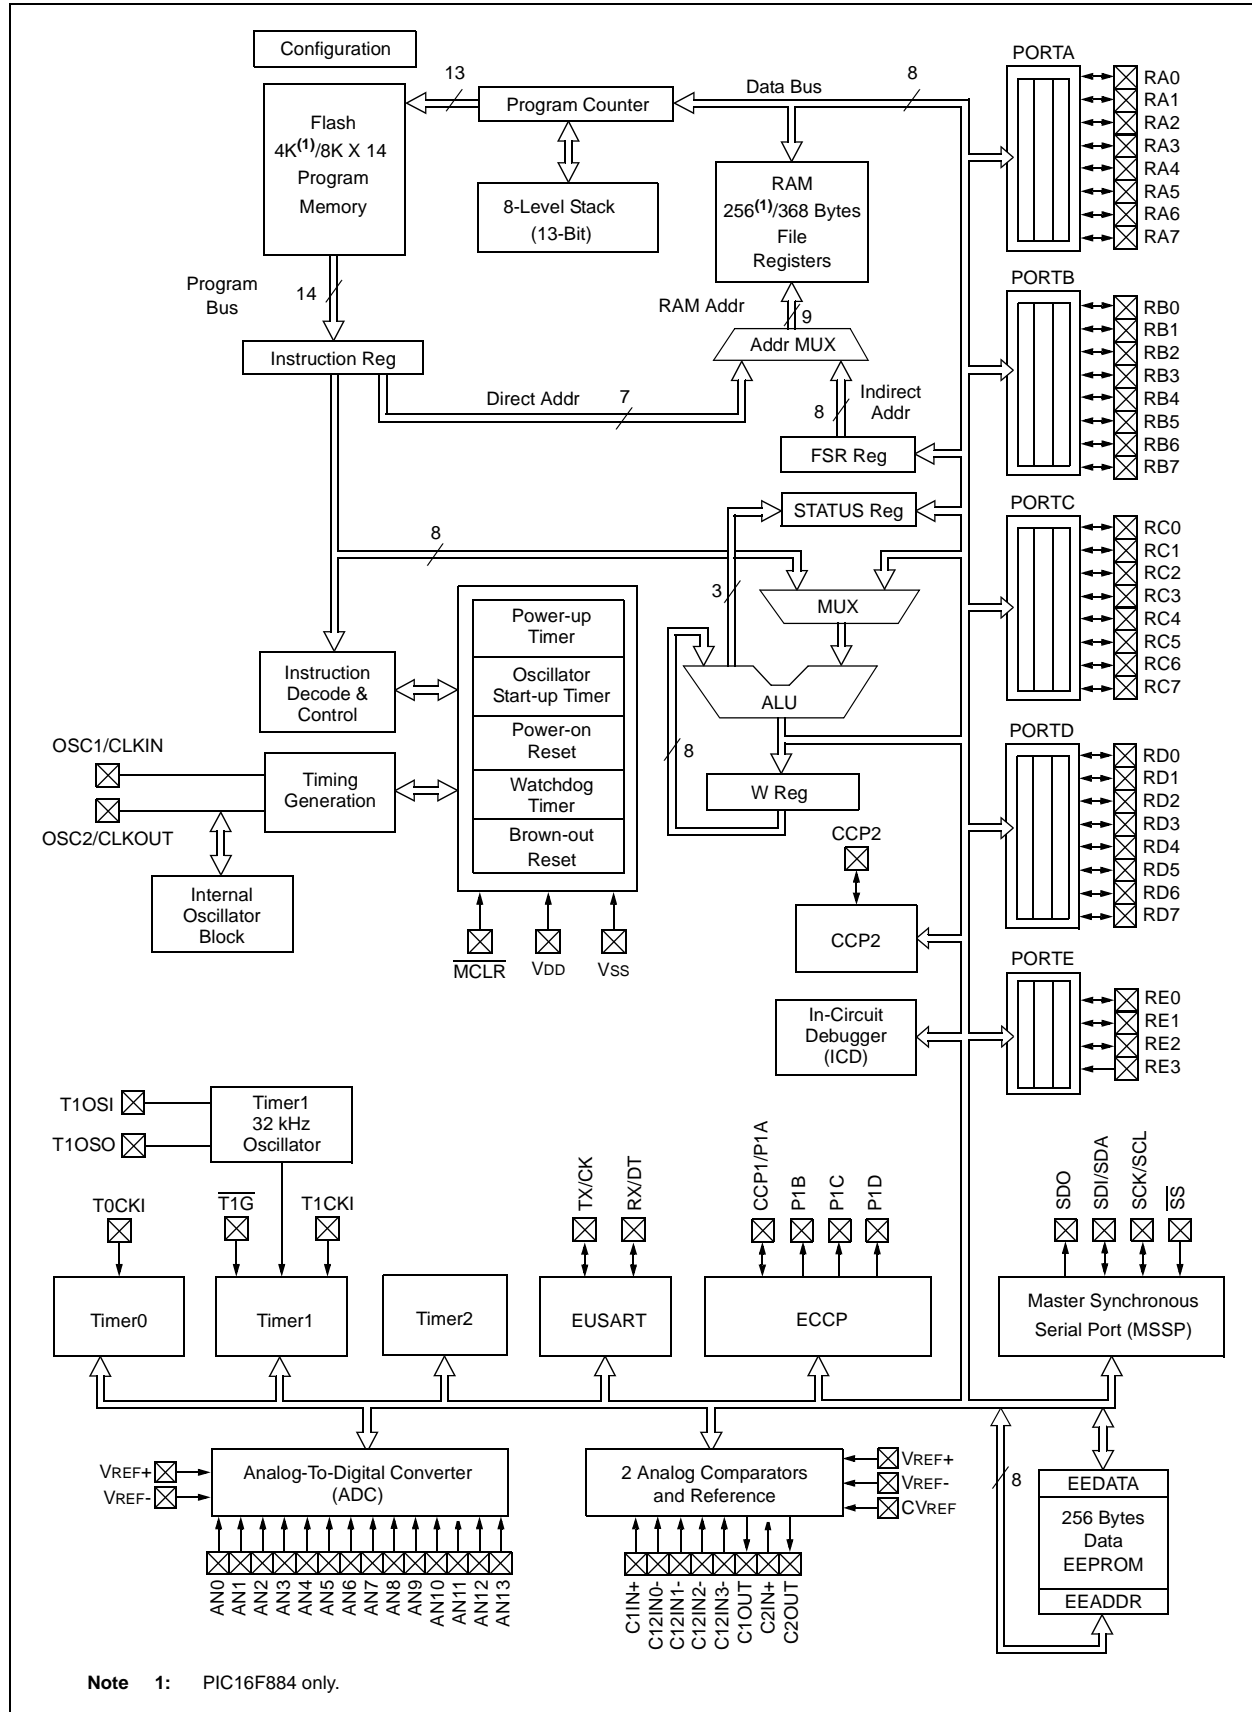 Configuration
13
Data Bus
8
Program Counter
Flash
4K(1)/8K X 14
Program
Memory
8-Level Stack
(13-Bit)
RAM
256(1)/368 Bytes
File
Registers
Program
Bus
14
RAM Addr
9
Instruction Reg
Addr MUX
Direct Addr
7
8
Indirect
Addr
FSR Reg
STATUS Reg
8
3
MUX
Power-up
Timer
Oscillator
Start-up Timer
Power-on
Reset
Watchdog
Timer
Brown-out
Reset
Instruction
Decode &
Control
ALU
8
W Reg
OSC1/CLKIN
OSC2/CLKOUT
Timing
Generation
Internal
Oscillator
Block
MCLR
VDD
VSS
CCP2
CCP2
In-Circuit
Debugger
(ICD)
PORTA
RA0
RA1
RA2
RA3
RA4
RA5
RA6
RA7
PORTB
RB0
RB1
RB2
RB3
RB4
RB5
RB6
RB7
PORTC
RC0
RC1
RC2
RC3
RC4
RC5
RC6
RC7
PORTD
RD0
RD1
RD2
RD3
RD4
RD5
RD6
RD7
PORTE
RE0
RE1
RE2
RE3
T1OSI
T1OSO
Timer1
32 kHz
Oscillator
T0CKI
T1G
T1CKI
TX/CK
RX/DT
CCP1/P1A
P1B
P1C
P1D
SDO
SDI/SDA
SCK/SCL
SS
Timer0
Timer1
Timer2
EUSART
ECCP
Master Synchronous
Serial Port (MSSP)
VREF+
VREF-
Analog-To-Digital Converter
(ADC)
AN0
AN1
AN2
AN3
AN4
AN5
AN6
AN7
AN8
AN9
AN10
AN11
AN12
AN13
2 Analog Comparators
and Reference
VREF+
VREF-
CVREF
C1IN+
C12IN0-
C12IN1-
C12IN2-
C12IN3-
C1OUT
C2IN+
C2OUT
8
EEDATA
256 Bytes
Data
EEPROM
EEADDR
Note 1: PIC16F884 only.